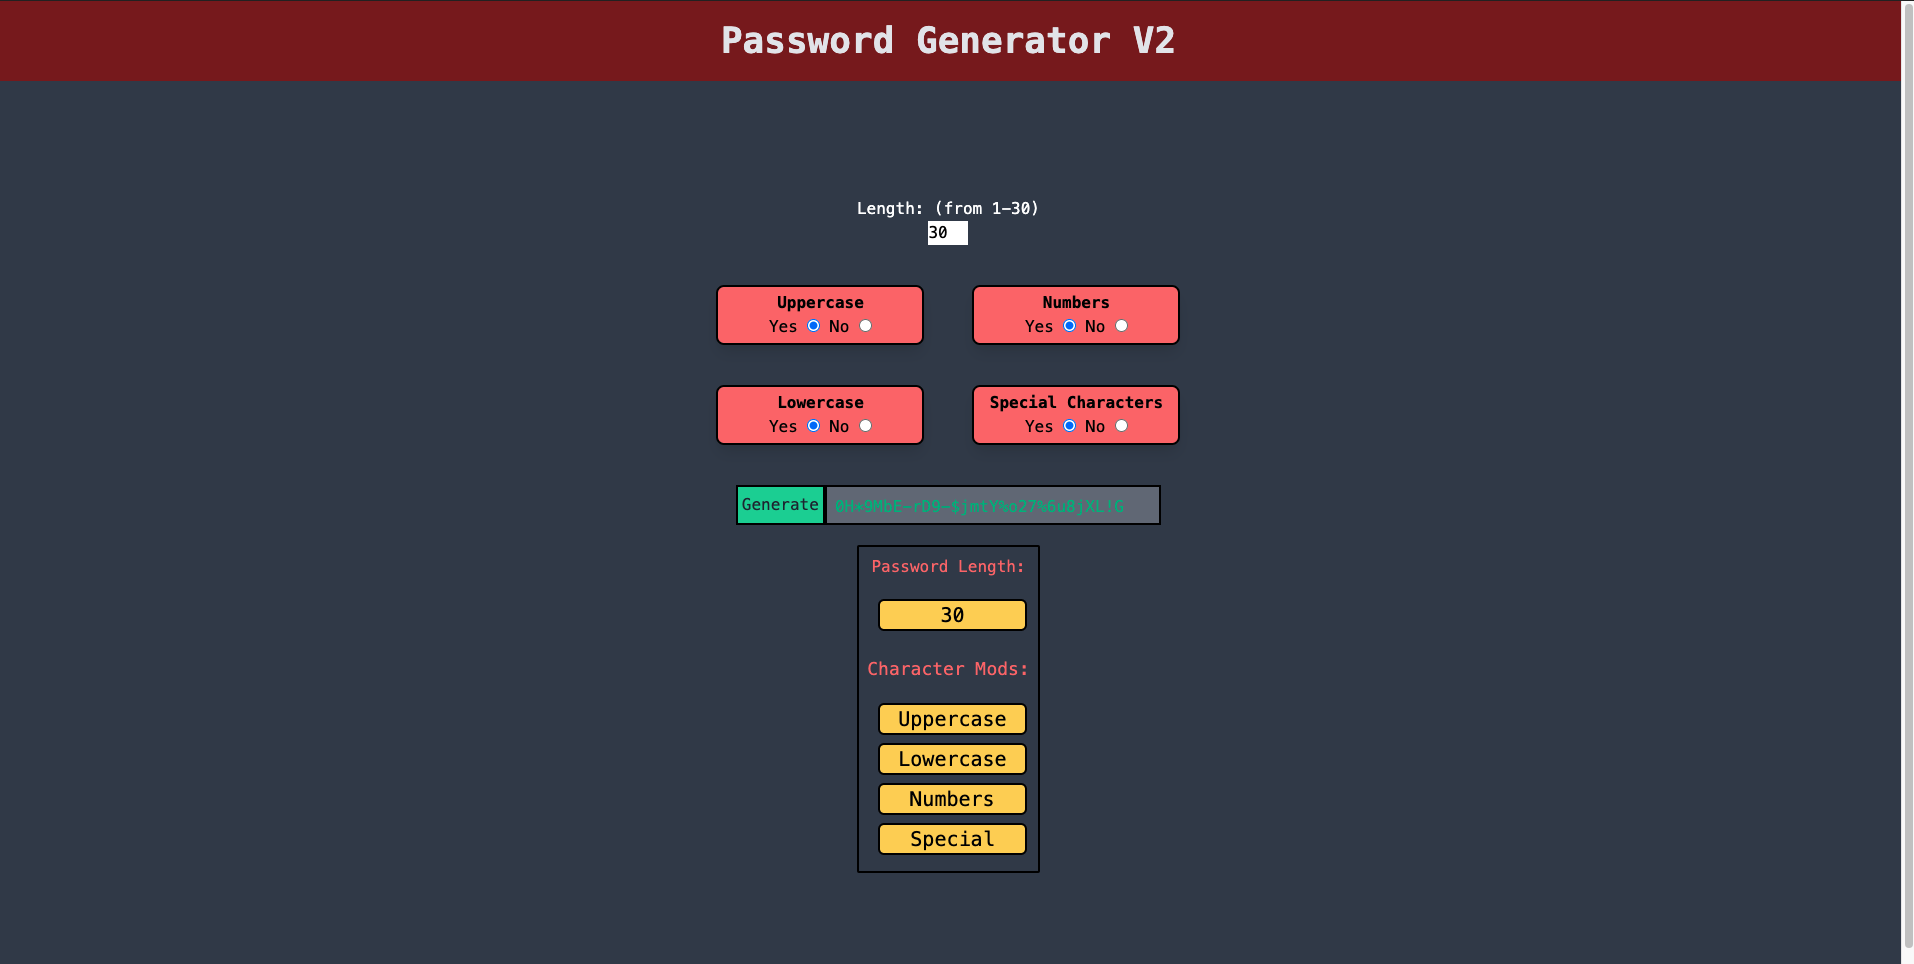 Password Generator V2
Length: (from 1-30)
30
Uppercase
Yes No
Numbers
Yes No
Lowercase
Yes No
Special Characters
Yes No
Generate
0H*9MbE-rD9-$jmtY%o27%6u8jXL!G
Password Length:
30
Character Mods:
Uppercase
Lowercase
Numbers
Special